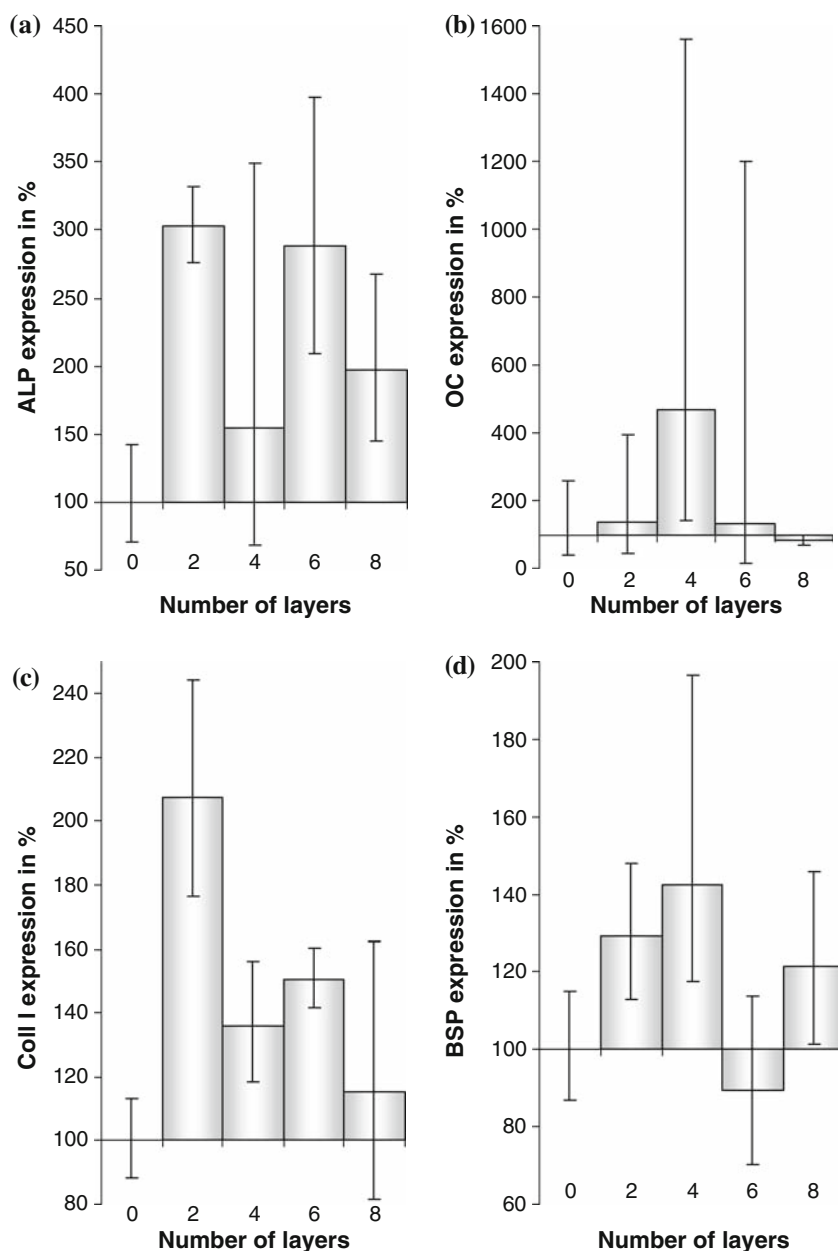 (a)
450
400
350
300
250
200
150
100
50
ALP expression in %
0 2 4 6 8
Number of layers
(b)
1600
1400
1200
1000
800
600
400
200
0
OC expression in %
0 2 4 6 8
Number of layers
(c)
240
220
200
180
160
140
120
100
80
Coll I expression in %
0 2 4 6 8
Number of layers
(d)
200
180
160
140
120
100
80
60
BSP expression in %
0 2 4 6 8
Number of layers